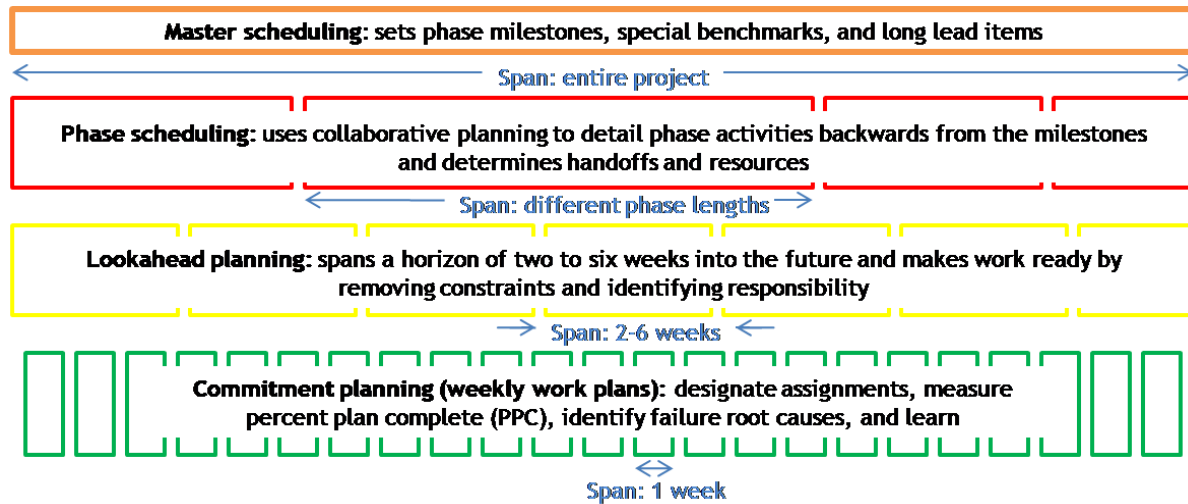 Master scheduling: sets phase milestones, special benchmarks, and long lead items
Span: entire project
Phase scheduling: uses collaborative planning to detail phase activities backwards from the milestones
and determines handoffs and resources
Span: different phase lengths
Lookahead planning: spans a horizon of two to six weeks into the future and makes work ready by
removing constraints and identifying responsibility
Span: 2-6 weeks
Commitment planning (weekly work plans): designate assignments, measure
percent plan complete (PPC), identify failure root causes, and learn
Span: 1 week